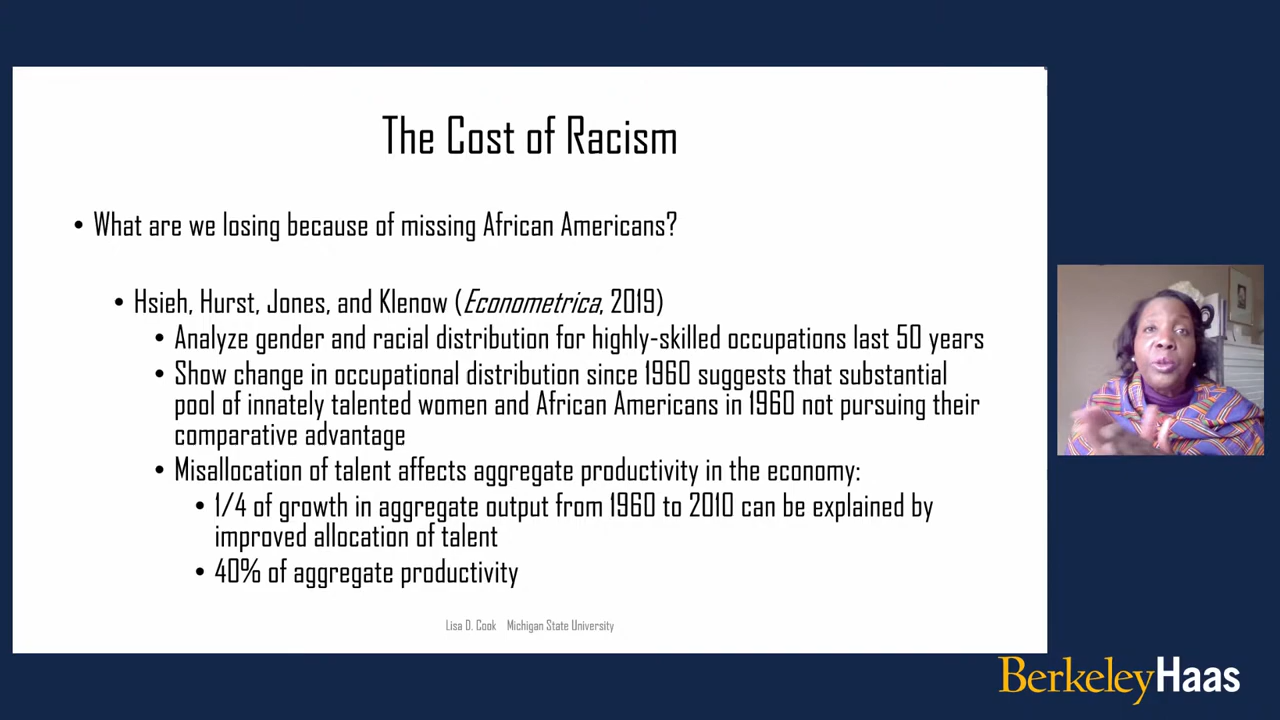 The Cost of Racism
• What are we losing because of missing African Americans?
• Hsieh, Hurst, Jones, and Klenow (Econometrica, 2019)
• Analyze gender and racial distribution for highly-skilled occupations last 50 years
• Show change in occupational distribution since 1960 suggests that substantial
pool of innately talented women and African Americans in 1960 not pursuing their
comparative advantage
• Misallocation of talent affects aggregate productivity in the economy:
• 1/4 of growth in aggregate output from 1960 to 2010 can be explained by
improved allocation of talent
• 40% of aggregate productivity
Lisa D. Cook Michigan State University
BerkeleyHaas